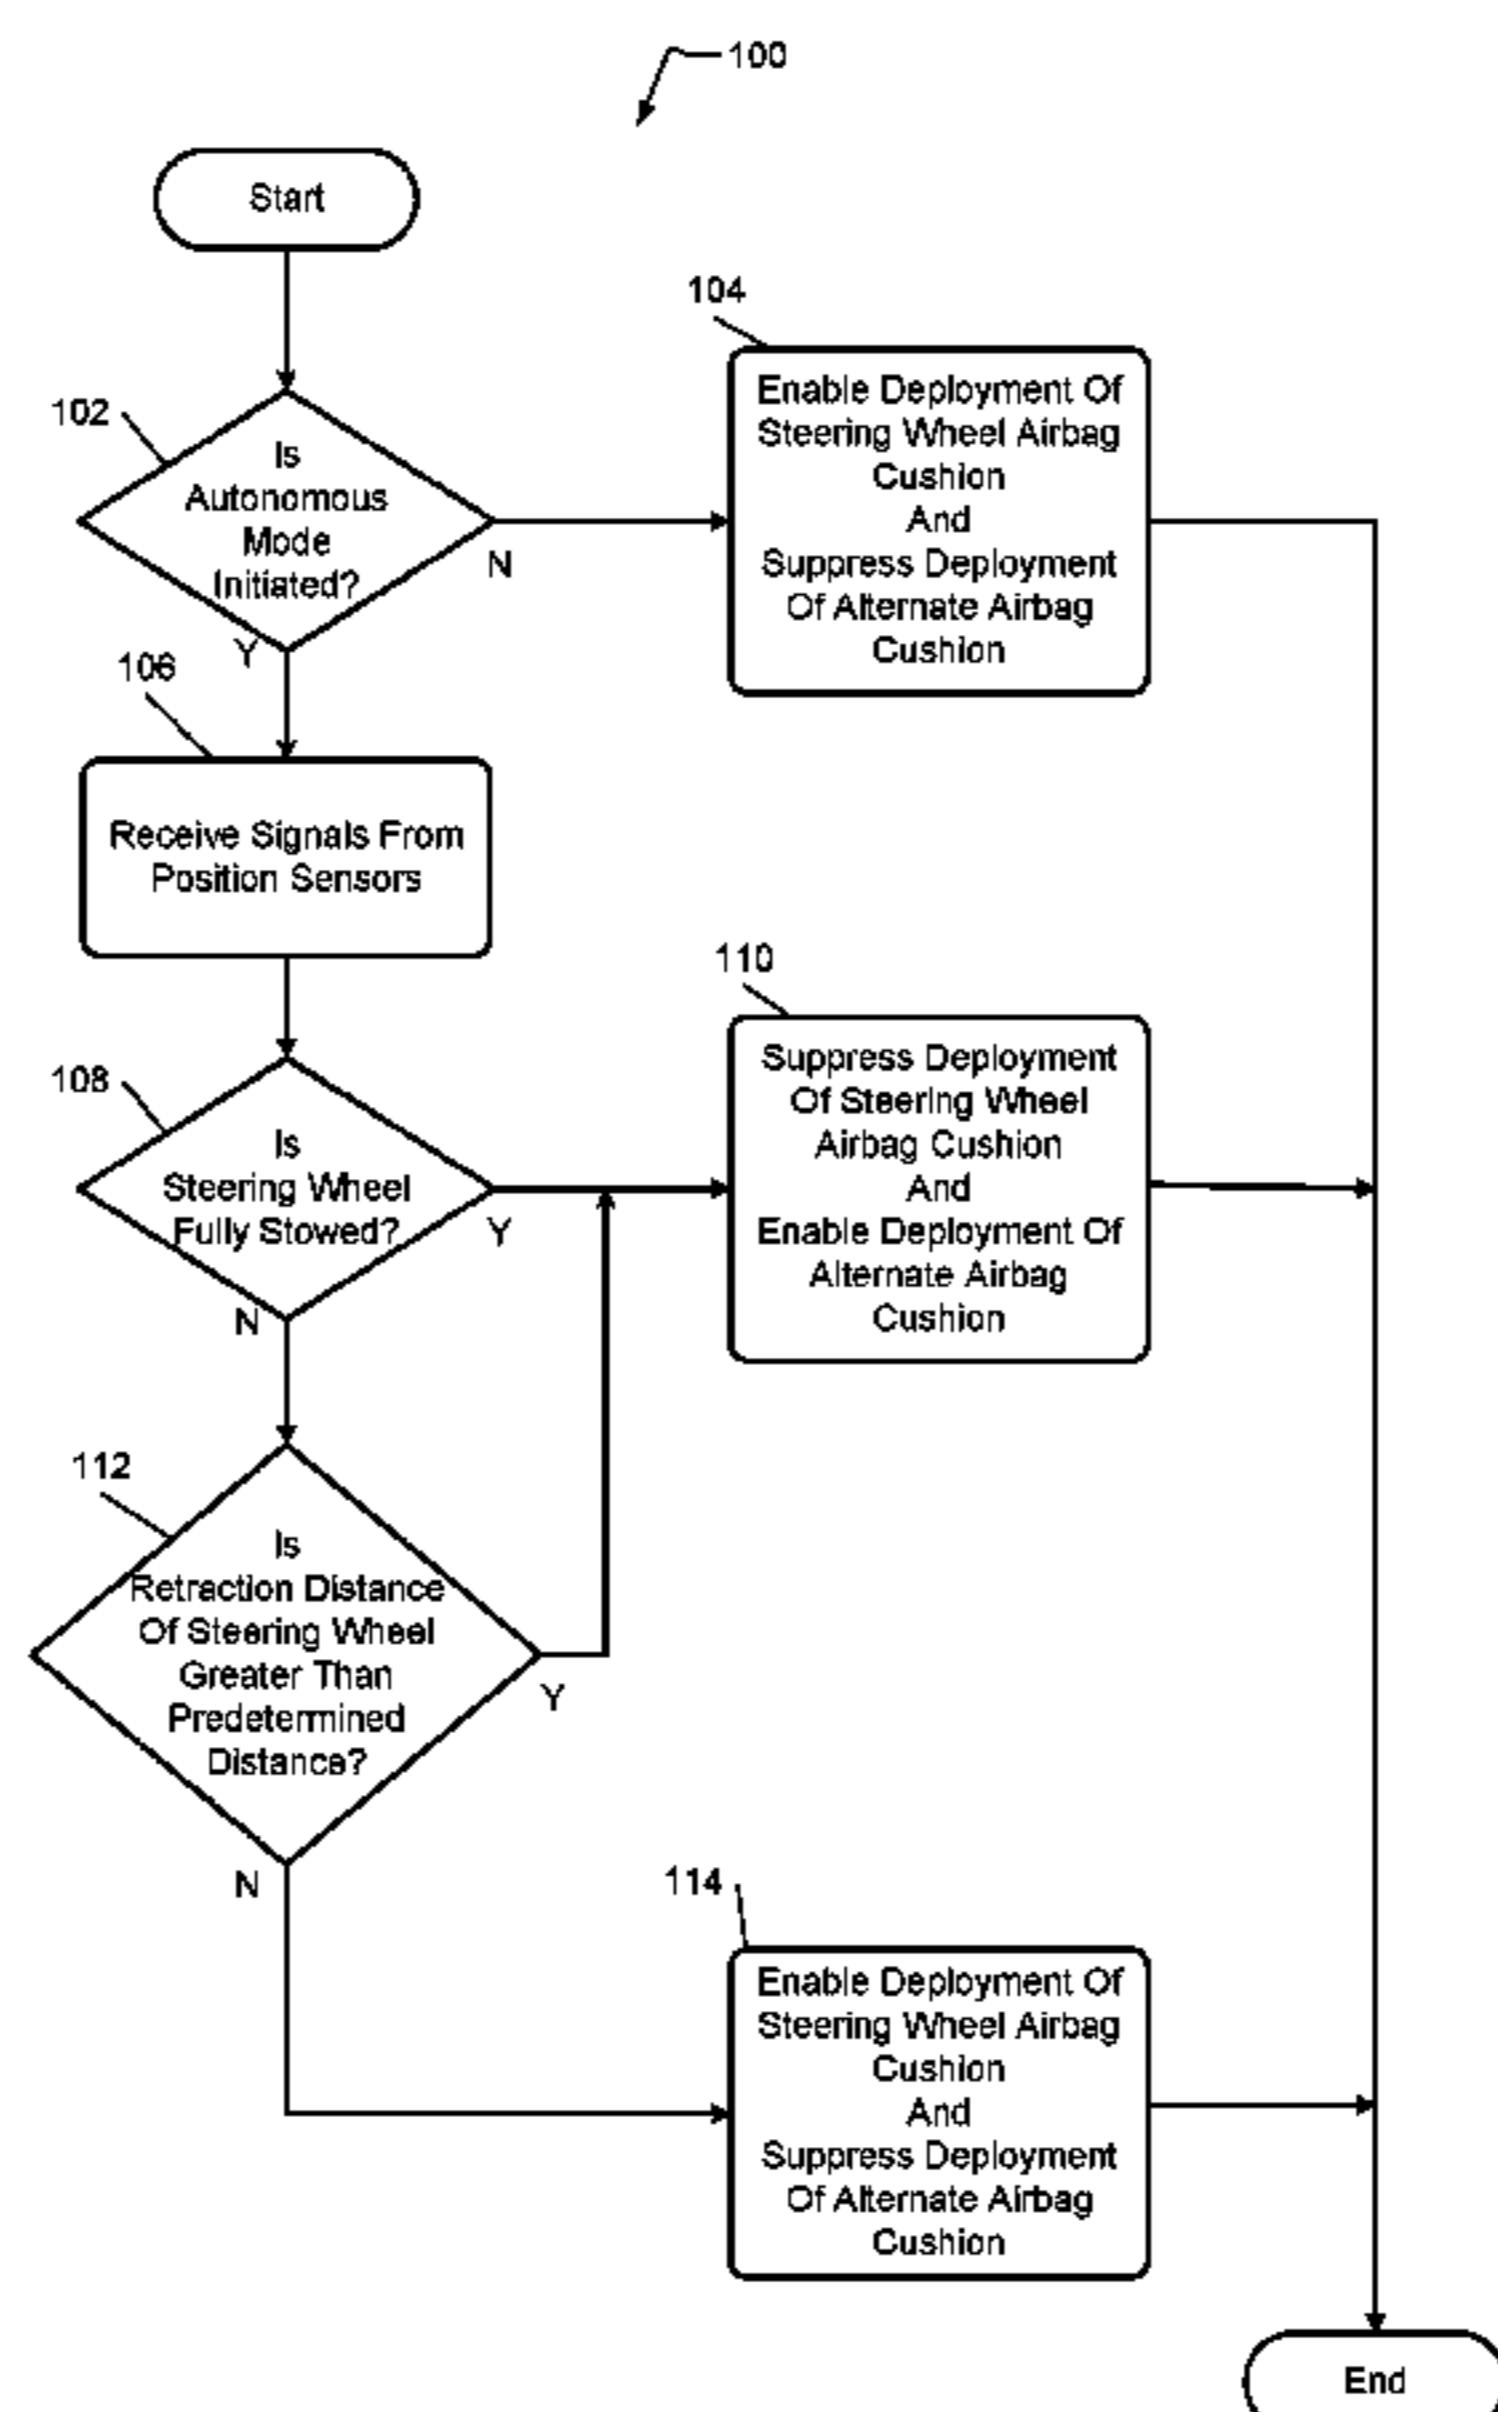 100
Start
102
Is
Autonomous
Mode
Initiated?
N
Y
104
Enable Deployment Of
Steering Wheel Airbag
Cushion
And
Suppress Deployment
Of Alternate Airbag
Cushion
106
Receive Signals From
Position Sensors
108
Is
Steering Wheel
Fully Stowed?
Y
N
110
Suppress Deployment
Of Steering Wheel
Airbag Cushion
And
Enable Deployment Of
Alternate Airbag
Cushion
112
Is
Retraction Distance
Of Steering Wheel
Greater Than
Predetermined
Distance?
Y
N
114
Enable Deployment Of
Steering Wheel Airbag
Cushion
And
Suppress Deployment
Of Alternate Airbag
Cushion
End